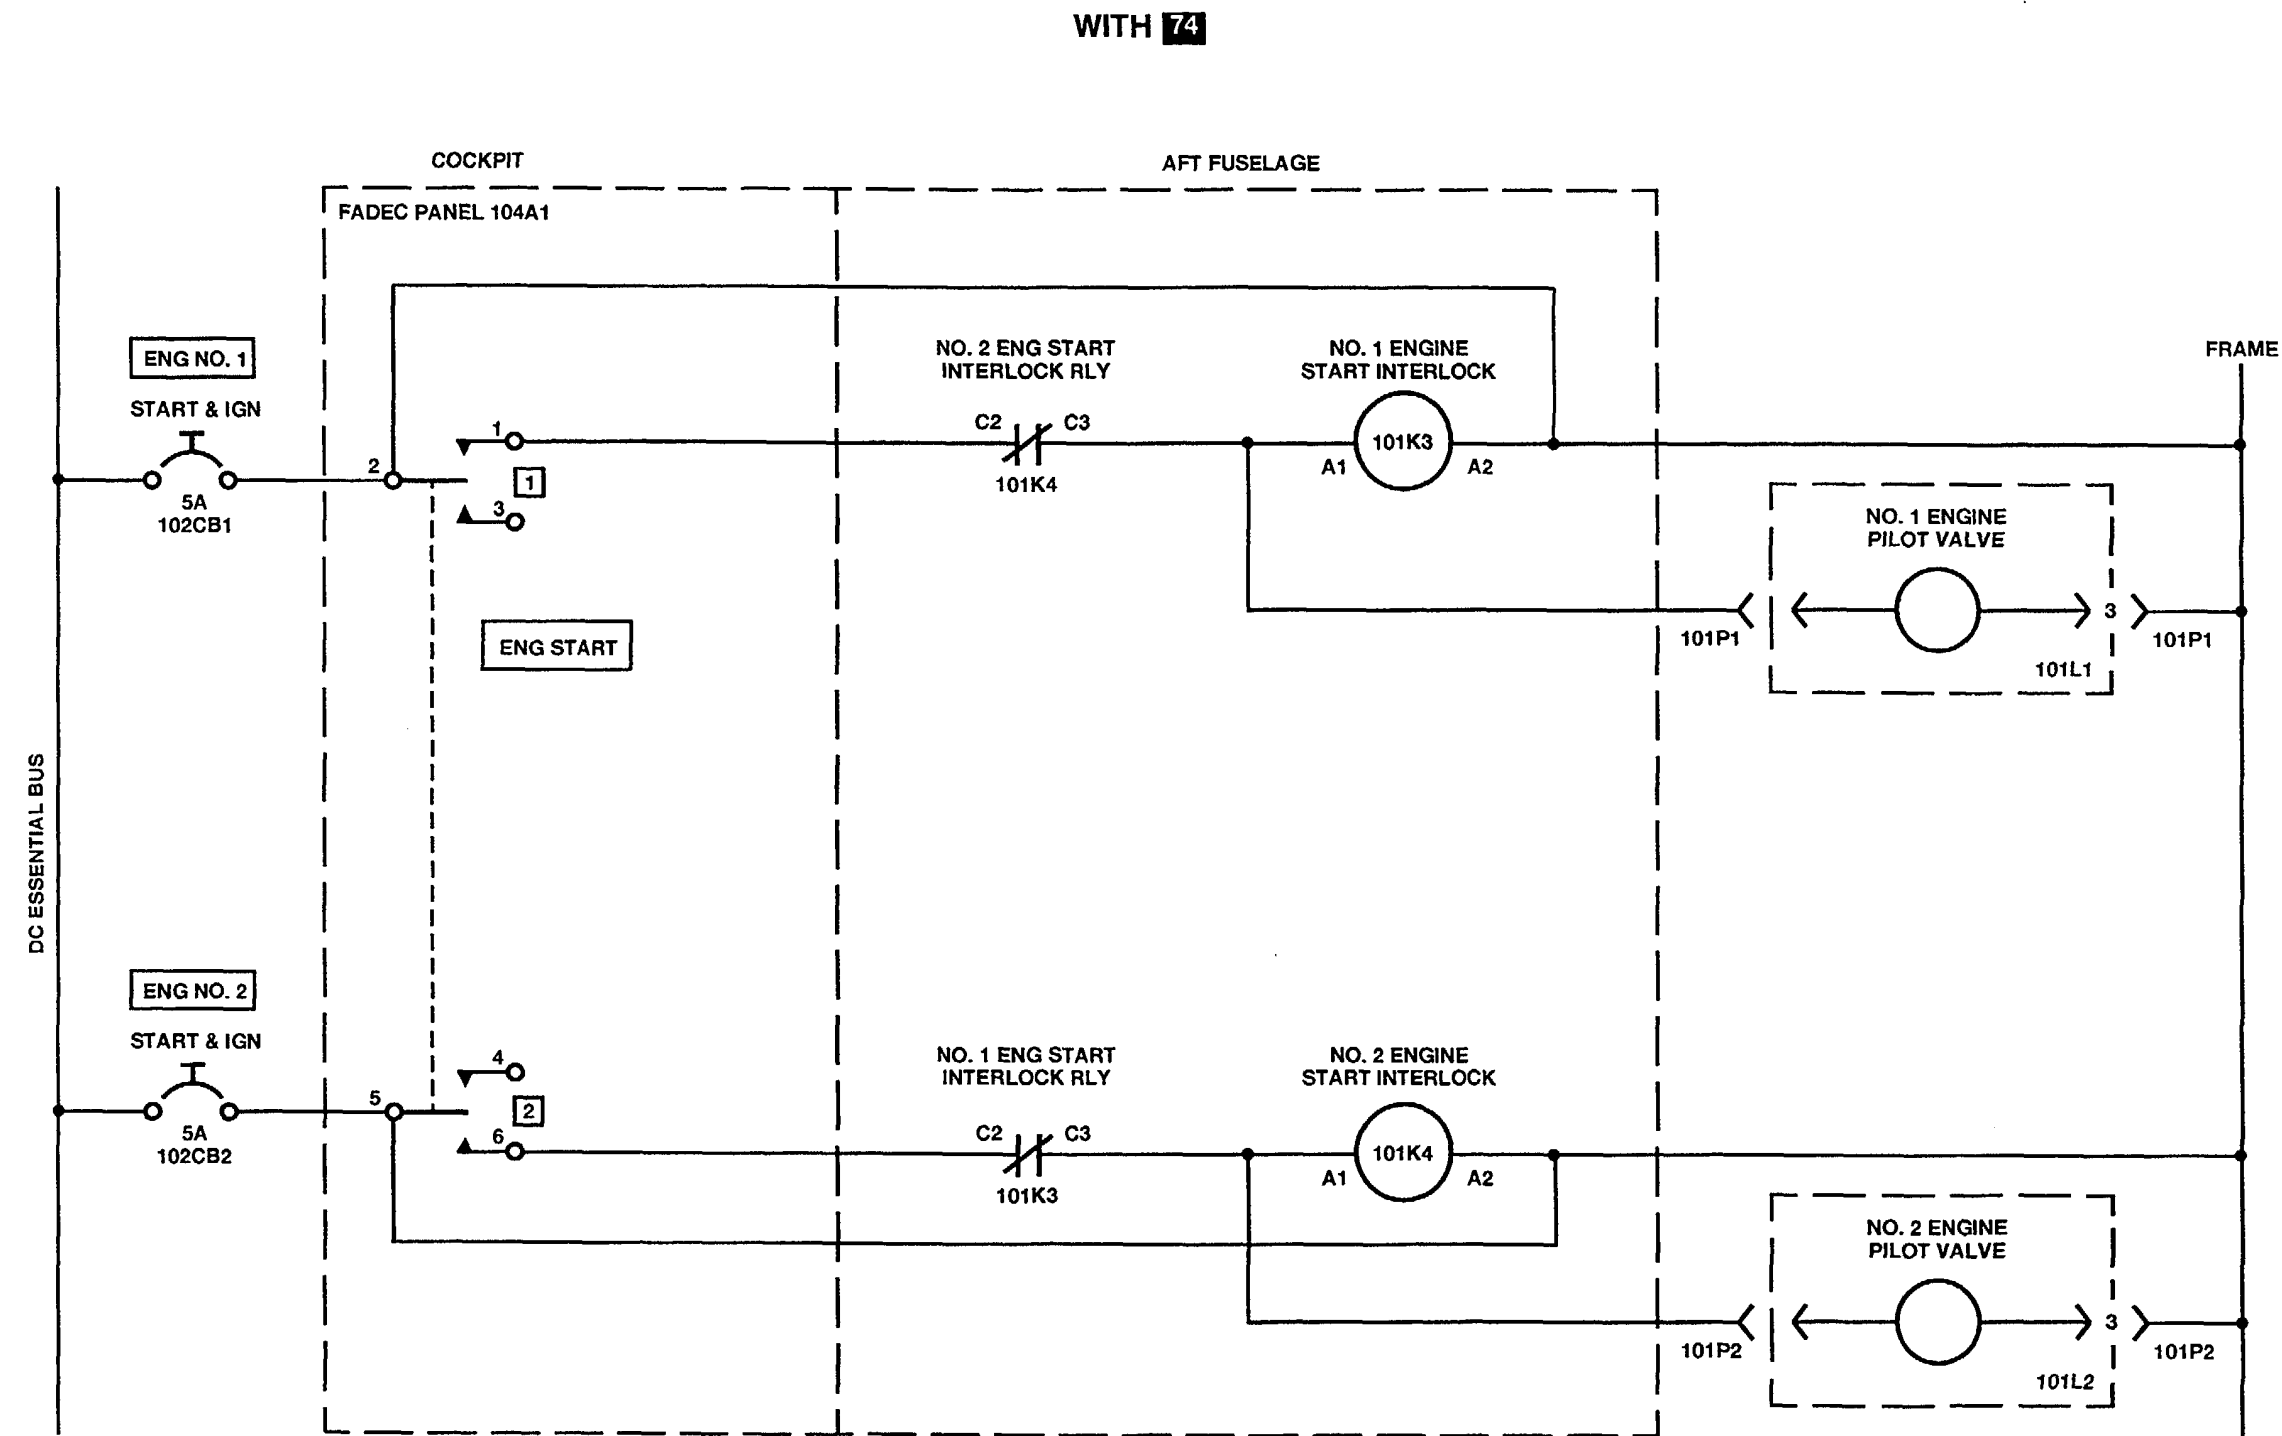 WITH 74
COCKPIT
AFT FUSELAGE
FADEC PANEL 104A1
ENG NO. 1
START & IGN
5A
102CB1
2
1
1
3
NO. 2 ENG START
INTERLOCK RLY
C2
C3
101K4
NO. 1 ENGINE
START INTERLOCK
101K3
A1
A2
FRAME
NO. 1 ENGINE
PILOT VALVE
3
101P1
101L1
101P1
ENG START
DC ESSENTIAL BUS
ENG NO. 2
START & IGN
5A
102CB2
5
4
2
6
NO. 1 ENG START
INTERLOCK RLY
C2
C3
101K3
NO. 2 ENGINE
START INTERLOCK
101K4
A1
A2
NO. 2 ENGINE
PILOT VALVE
3
101P2
101L2
101P2